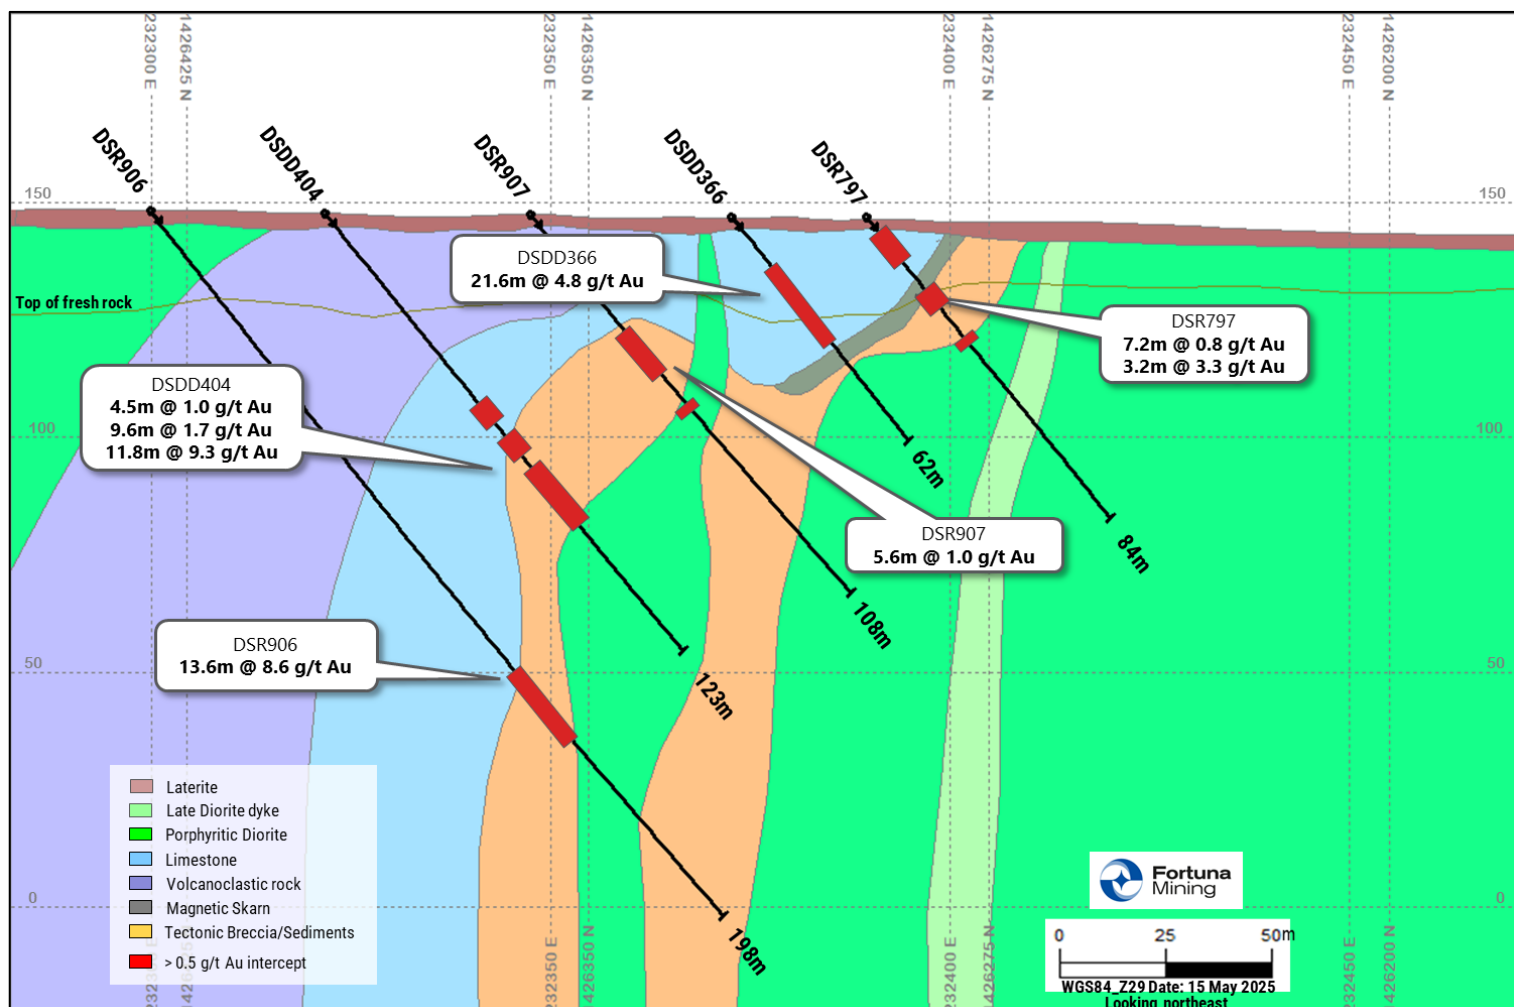 232300 E
1426425 N
232350 E
1426350 N
232400 E
1426275 N
232450 E
1426200 N
DSR906
DSDD404
DSR907
DSDD366
DSR797
150
150
DSDD366
21.6m @ 4.8 g/t Au
Top of fresh rock
DSR797
7.2m @ 0.8 g/t Au
3.2m @ 3.3 g/t Au
DSDD404
4.5m @ 1.0 g/t Au
9.6m @ 1.7 g/t Au
11.8m @ 9.3 g/t Au
100
100
62m
DSR907
5.6m @ 1.0 g/t Au
84m
108m
DSR906
13.6m @ 8.6 g/t Au
50
50
123m
Laterite
Late Diorite dyke
Porphyritic Diorite
Limestone
Volcanoclastic rock
Magnetic Skarn
Tectonic Breccia/Sediments
> 0.5 g/t Au intercept
0
0
198m
Fortuna
Mining
0 25 50m
WGS84_Z29 Date: 15 May 2025
Looking northeast
232350 E
1426350 N
232400 E
1426275 N
232450 E
1426200 N